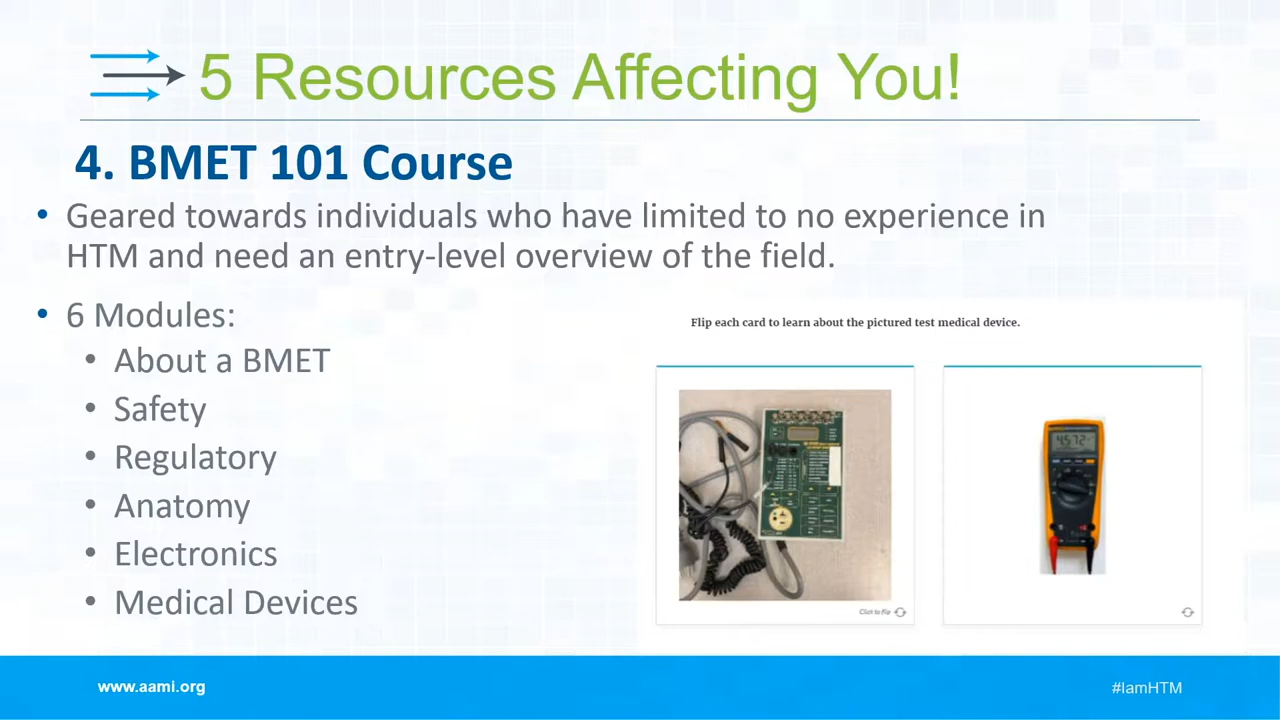 5 Resources Affecting You!
4. BMET 101 Course
• Geared towards individuals who have limited to no experience in
HTM and need an entry-level overview of the field.
• 6 Modules:
• About a BMET
• Safety
• Regulatory
• Anatomy
• Electronics
• Medical Devices
Flip each card to learn about the pictured test medical device.
4.572
Click to flip
www.aami.org
#IamHTM